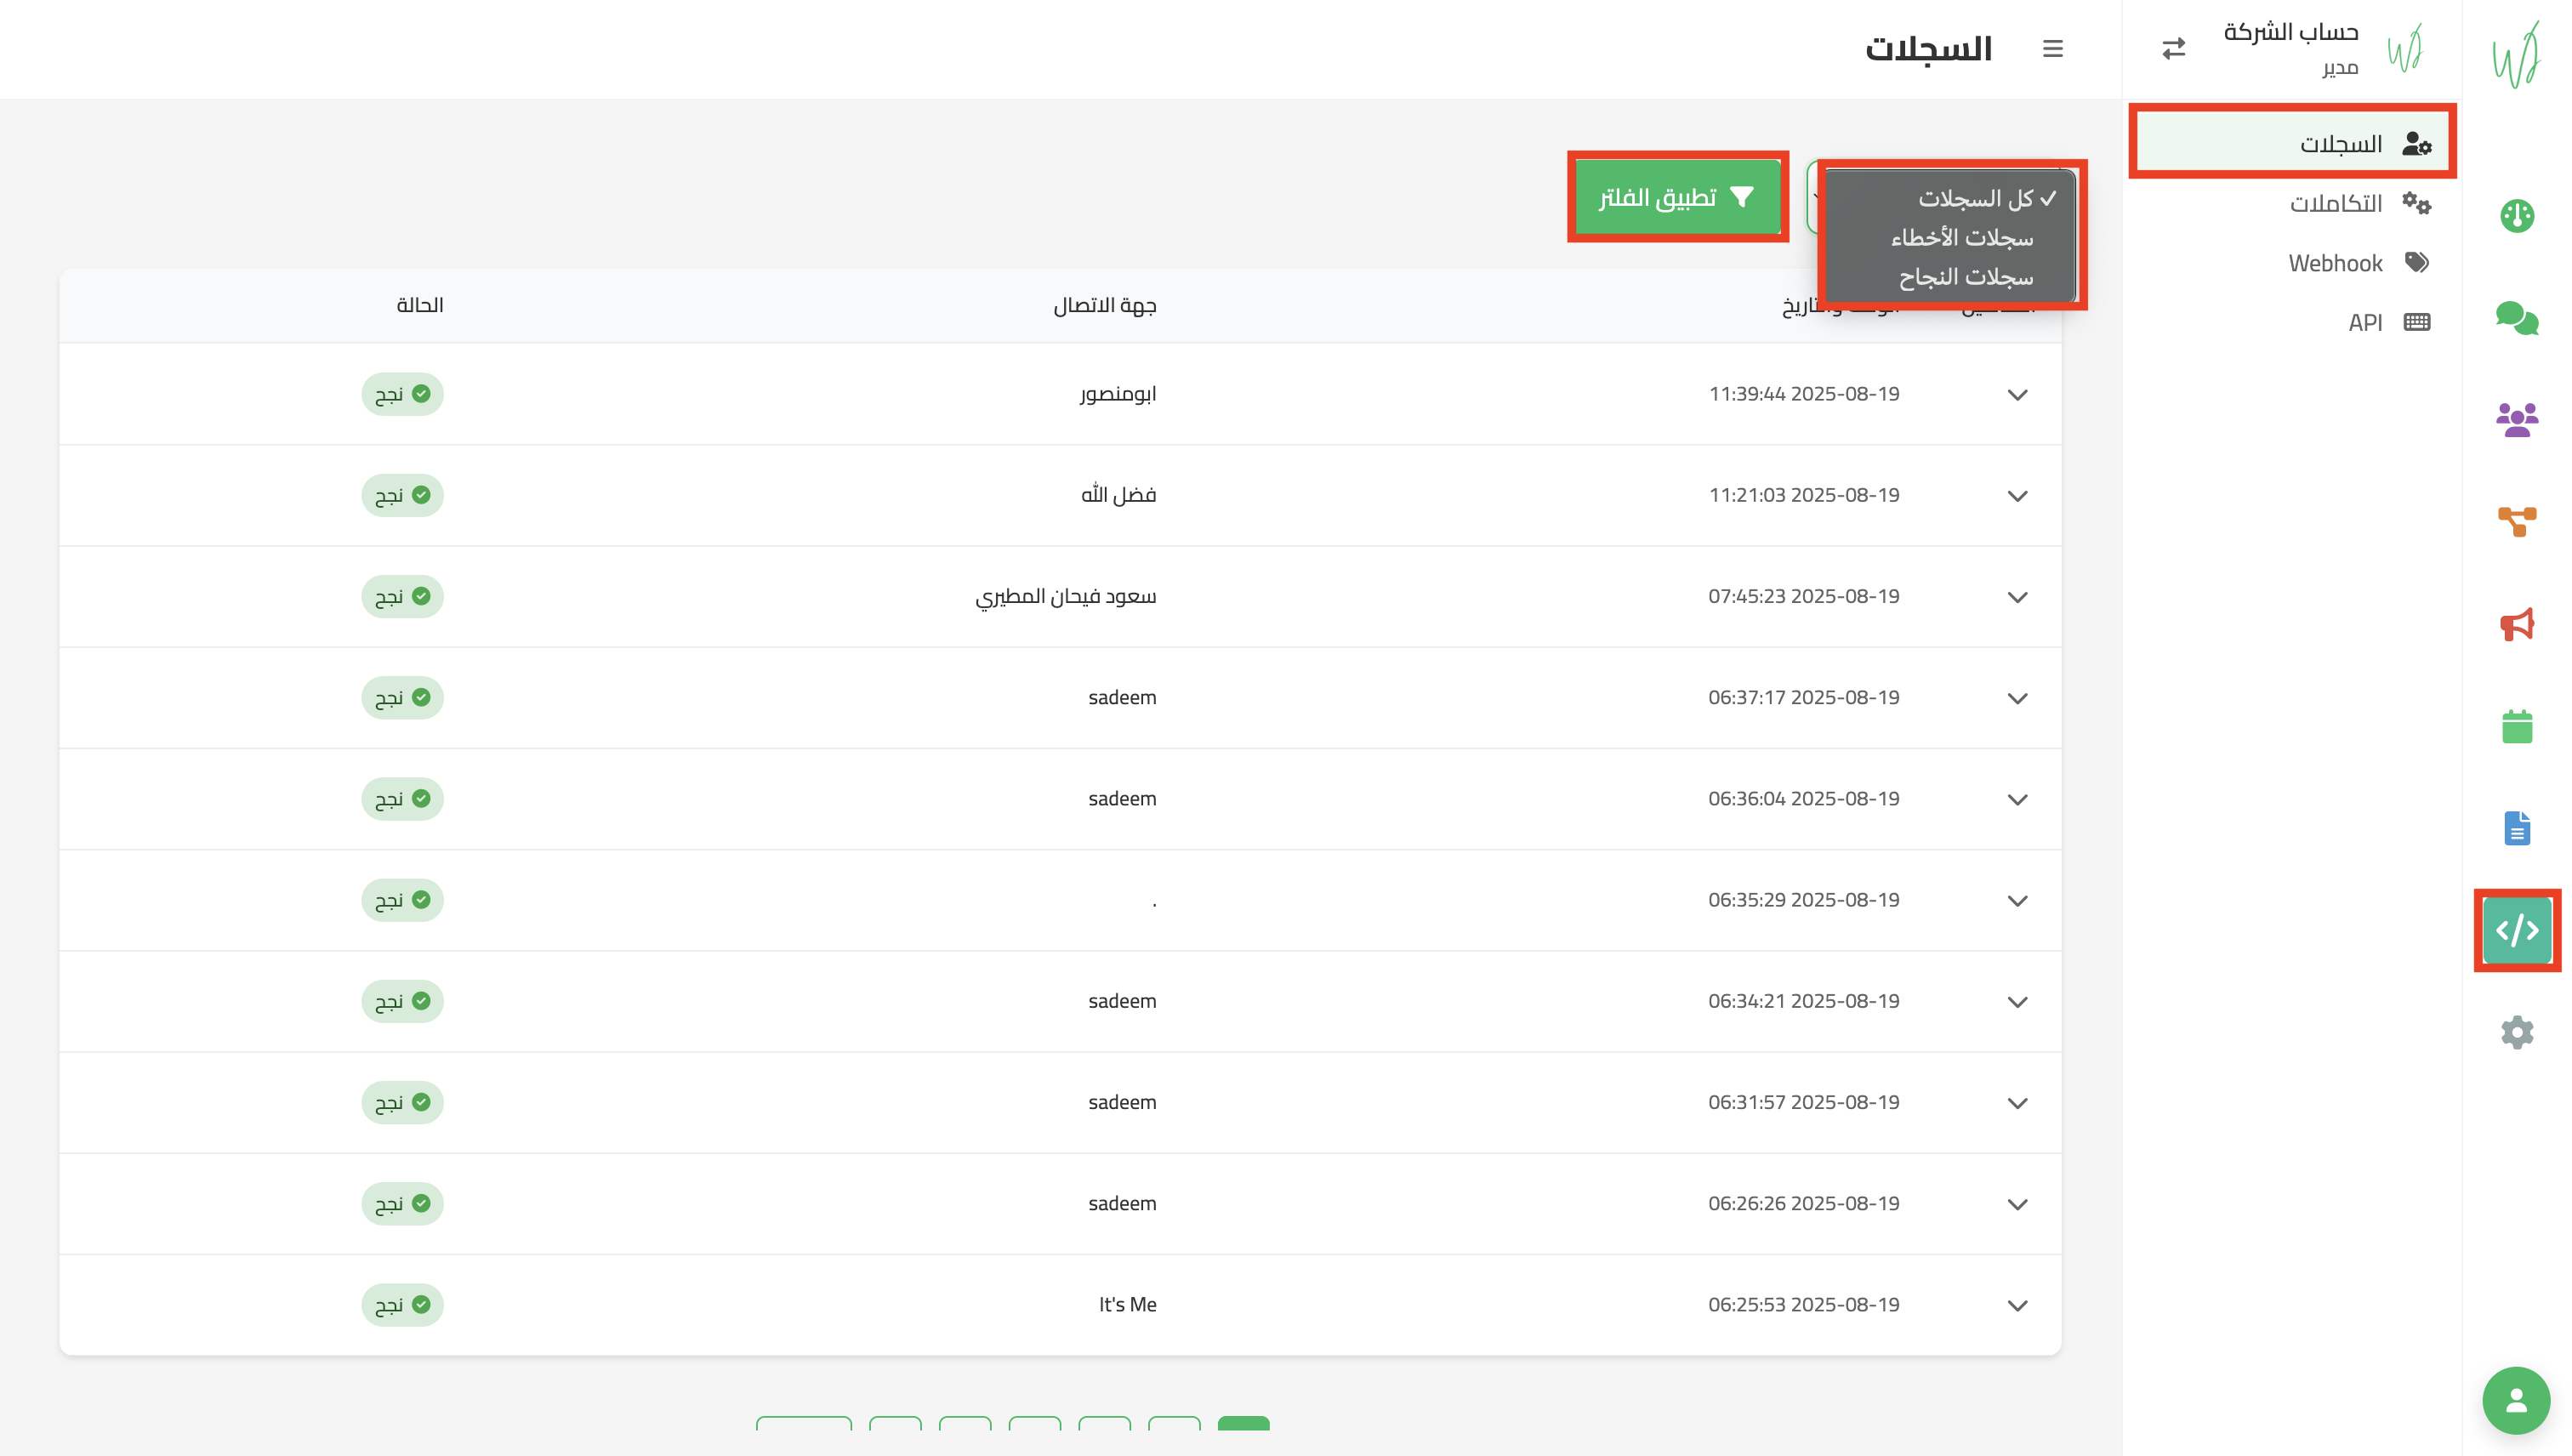 حساب الشركة
مدير
السجلات
التكاملات
Webhook
API
السجلات
✓ كل السجلات
سجلات الأخطاء
سجلات النجاح
تطبيق الفلتر
جهة الاتصال الحالة
2025-08-19 11:39:44 ابومنصور نجح
2025-08-19 11:21:03 فضل الله نجح
2025-08-19 07:45:23 سعود فيحان المطيري نجح
2025-08-19 06:37:17 sadeem نجح
2025-08-19 06:36:04 sadeem نجح
2025-08-19 06:35:29 . نجح
2025-08-19 06:34:21 sadeem نجح
2025-08-19 06:31:57 sadeem نجح
2025-08-19 06:26:26 sadeem نجح
2025-08-19 06:25:53 It's Me نجح